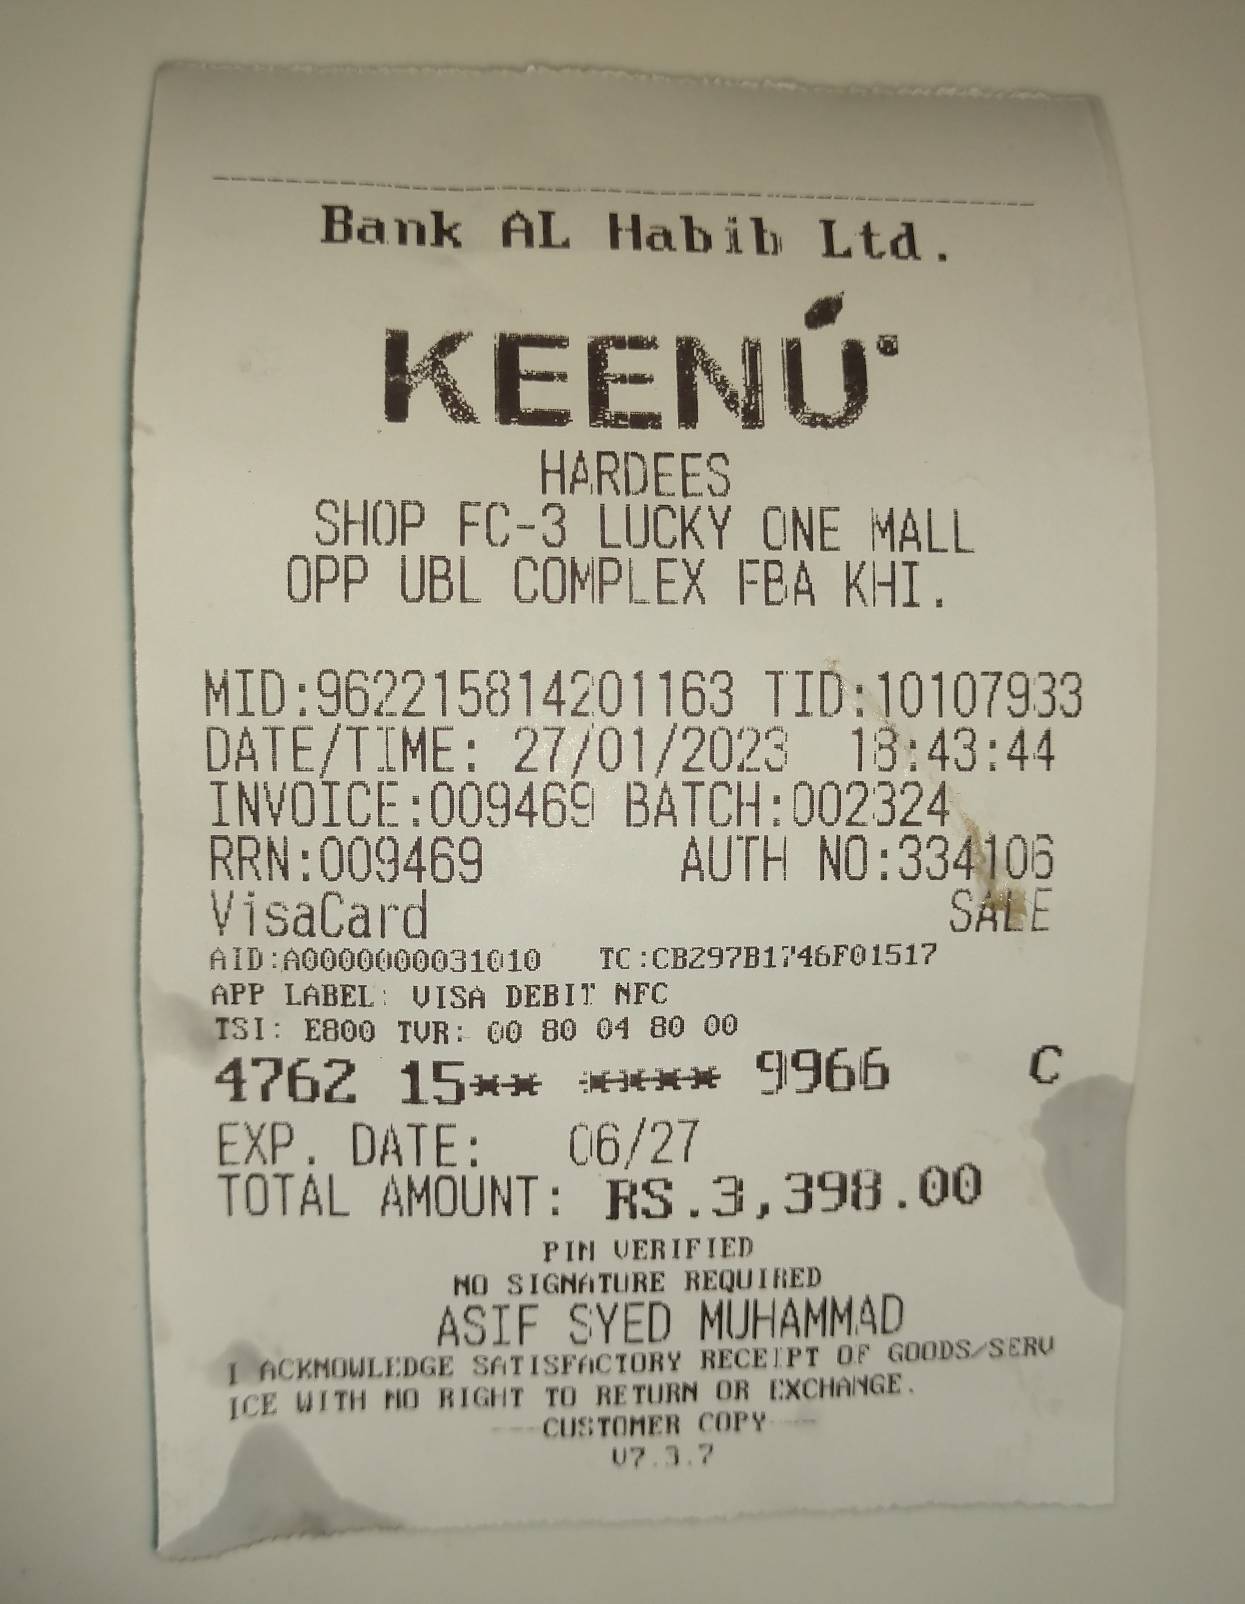 Bank AL Habib Ltd.
KEENÚ®
HARDEES
SHOP FC-3 LUCKY ONE MALL
OPP UBL COMPLEX FBA KHI.
MID:962215814201163 TID:10107933
DATE/TIME: 27/01/2023 18:43:44
INVOICE:009469 BATCH:002324
RRN:009469 AUTH NO:334106
VisaCard SALE
AID:A0000000031010 TC:CB297B1746F01517
APP LABEL: VISA DEBIT NFC
TSI: E800 TVR: 00 80 04 80 00
4762 15** **** 9966 C
EXP. DATE: 06/27
TOTAL AMOUNT: RS.3,398.00
PIN VERIFIED
NO SIGNATURE REQUIRED
ASIF SYED MUHAMMAD
I ACKNOWLEDGE SATISFACTORY RECEIPT OF GOODS/SERV
ICE WITH NO RIGHT TO RETURN OR EXCHANGE.
---CUSTOMER COPY---
V7.3.7